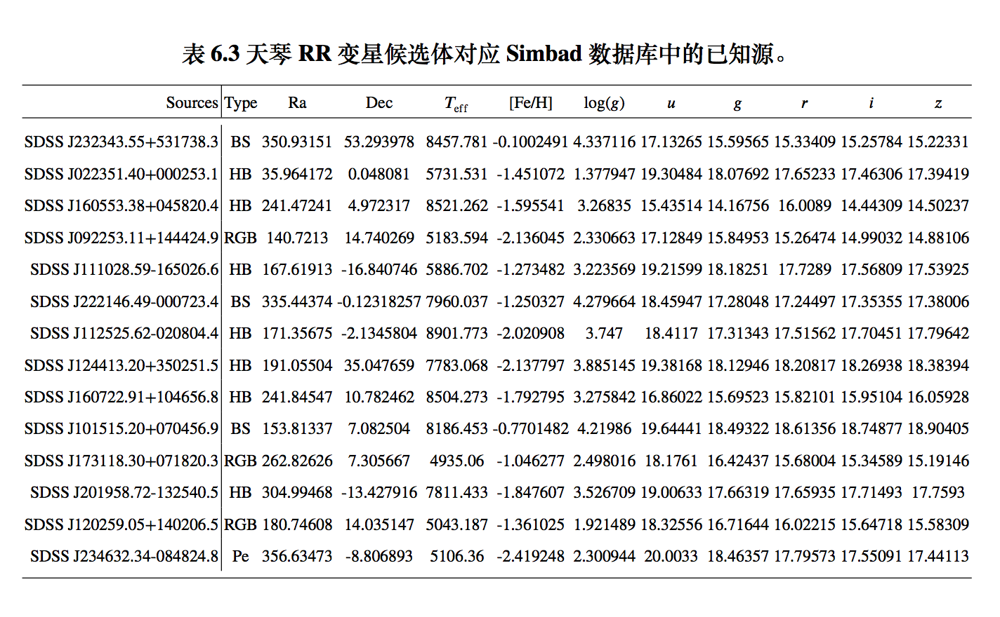 表 6.3 天琴 RR 变星候选体对应 Simbad 数据库中的已知源。
Sources Type Ra Dec Teff [Fe/H] log(g) u g r i z
SDSS J232343.55+531738.3 BS 350.93151 53.293978 8457.781 -0.1002491 4.337116 17.13265 15.59565 15.33409 15.25784 15.22331
SDSS J022351.40+000253.1 HB 35.964172 0.048081 5731.531 -1.451072 1.377947 19.30484 18.07692 17.65233 17.46306 17.39419
SDSS J160553.38+045820.4 HB 241.47241 4.972317 8521.262 -1.595541 3.26835 15.43514 14.16756 16.0089 14.44309 14.50237
SDSS J092253.11+144424.9 RGB 140.7213 14.740269 5183.594 -2.136045 2.330663 17.12849 15.84953 15.26474 14.99032 14.88106
SDSS J111028.59-165026.6 HB 167.61913 -16.840746 5886.702 -1.273482 3.223569 19.21599 18.18251 17.7289 17.56809 17.53925
SDSS J222146.49-000723.4 BS 335.44374 -0.12318257 7960.037 -1.250327 4.279664 18.45947 17.28048 17.24497 17.35355 17.38006
SDSS J112525.62-020804.4 HB 171.35675 -2.1345804 8901.773 -2.020908 3.747 18.4117 17.31343 17.51562 17.70451 17.79642
SDSS J124413.20+350251.5 HB 191.05504 35.047659 7783.068 -2.137797 3.885145 19.38168 18.12946 18.20817 18.26938 18.38394
SDSS J160722.91+104656.8 HB 241.84547 10.782462 8504.273 -1.792795 3.275842 16.86022 15.69523 15.82101 15.95104 16.05928
SDSS J101515.20+070456.9 BS 153.81337 7.082504 8186.453 -0.7701482 4.21986 19.64441 18.49322 18.61356 18.74877 18.90405
SDSS J173118.30+071820.3 RGB 262.82626 7.305667 4935.06 -1.046277 2.498016 18.1761 16.42437 15.68004 15.34589 15.19146
SDSS J201958.72-132540.5 HB 304.99468 -13.427916 7811.433 -1.847607 3.526709 19.00633 17.66319 17.65935 17.71493 17.7593
SDSS J120259.05+140206.5 RGB 180.74608 14.035147 5043.187 -1.361025 1.921489 18.32556 16.71644 16.02215 15.64718 15.58309
SDSS J234632.34-084824.8 Pe 356.63473 -8.806893 5106.36 -2.419248 2.300944 20.0033 18.46357 17.79573 17.55091 17.44113